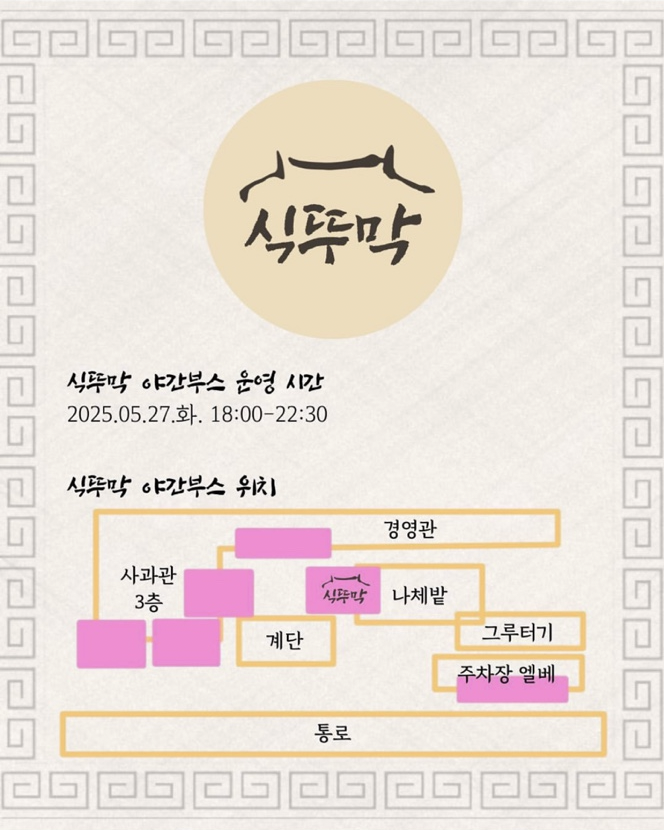 식뚜막
식뚜막 야간부스 운영 시간
2025.05.27.화. 18:00-22:30
식뚜막 야간부스 위치
경영관
사과관
3층
식뚜막
나체밭
계단
그루터기
주차장 엘베
통로